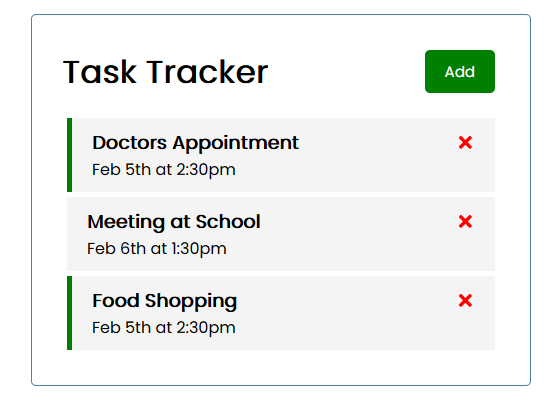 Task Tracker
Add
Doctors Appointment
Feb 5th at 2:30pm
Meeting at School
Feb 6th at 1:30pm
Food Shopping
Feb 5th at 2:30pm